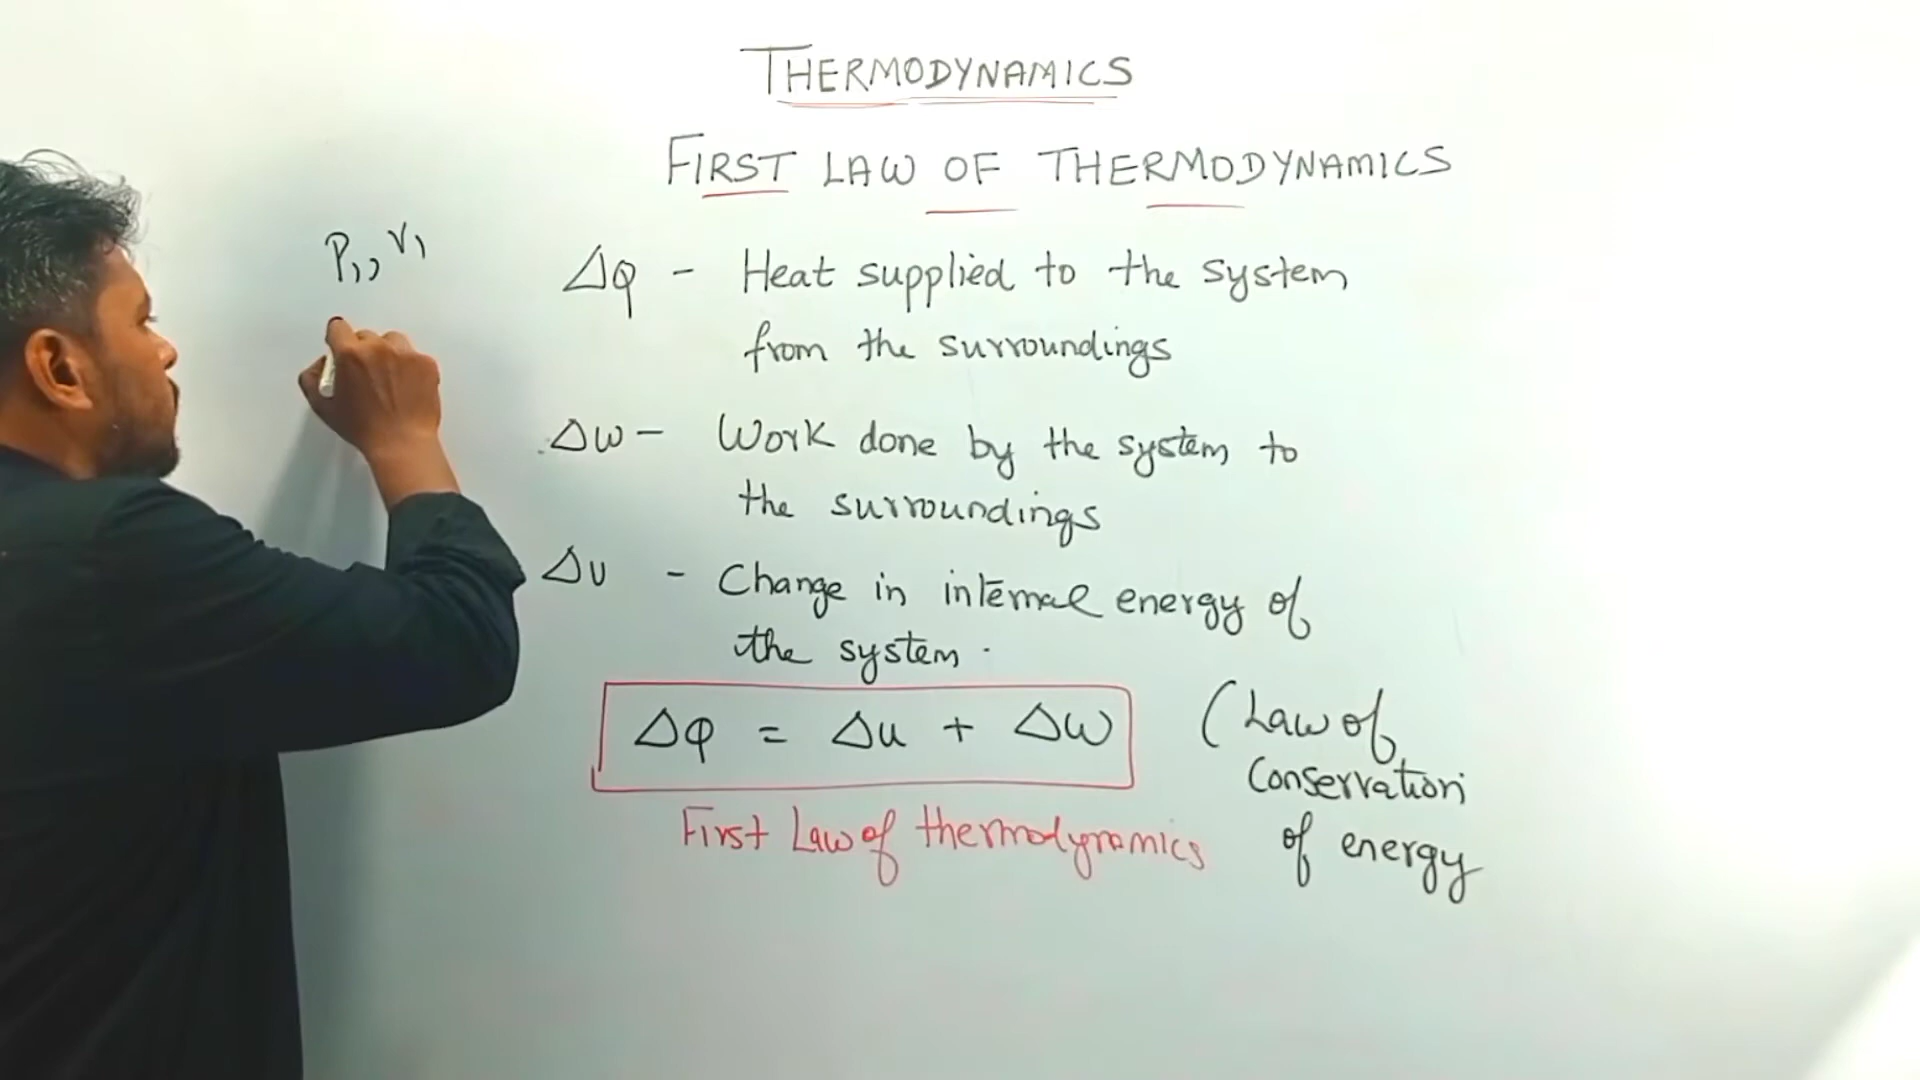 THERMODYNAMICS
FIRST LAW OF THERMODYNAMICS
P₁, V₁
ΔQ - Heat supplied to the system
from the surroundings
ΔW - Work done by the system to
the surroundings
ΔU - Change in internal energy of
the system.
ΔQ = ΔU + ΔW
(Law of
Conservation
of energy
First Law of thermodynamics